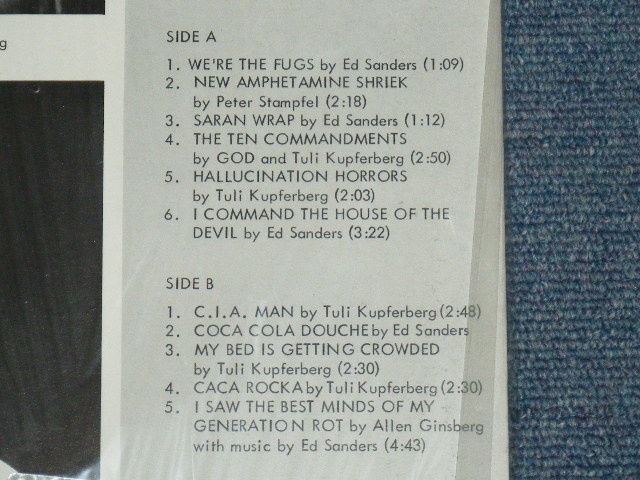 g
SIDE A
1. WE'RE THE FUGS by Ed Sanders (1:09)
2. NEW AMPHETAMINE SHRIEK
by Peter Stampfel (2:18)
3. SARAN WRAP by Ed Sanders (1:12)
4. THE TEN COMMANDMENTS
by GOD and Tuli Kupferberg (2:50)
5. HALLUCINATION HORRORS
by Tuli Kupferberg (2:03)
6. I COMMAND THE HOUSE OF THE
DEVIL by Ed Sanders (3:22)
SIDE B
1. C.I.A. MAN by Tuli Kupferberg (2:48)
2. COCA COLA DOUCHE by Ed Sanders
3. MY BED IS GETTING CROWDED
by Tuli Kupferberg (2:30)
4. CACA ROCKA by Tuli Kupferberg (2:30)
5. I SAW THE BEST MINDS OF MY
GENERATION ROT by Allen Ginsberg
with music by Ed Sanders (4:43)